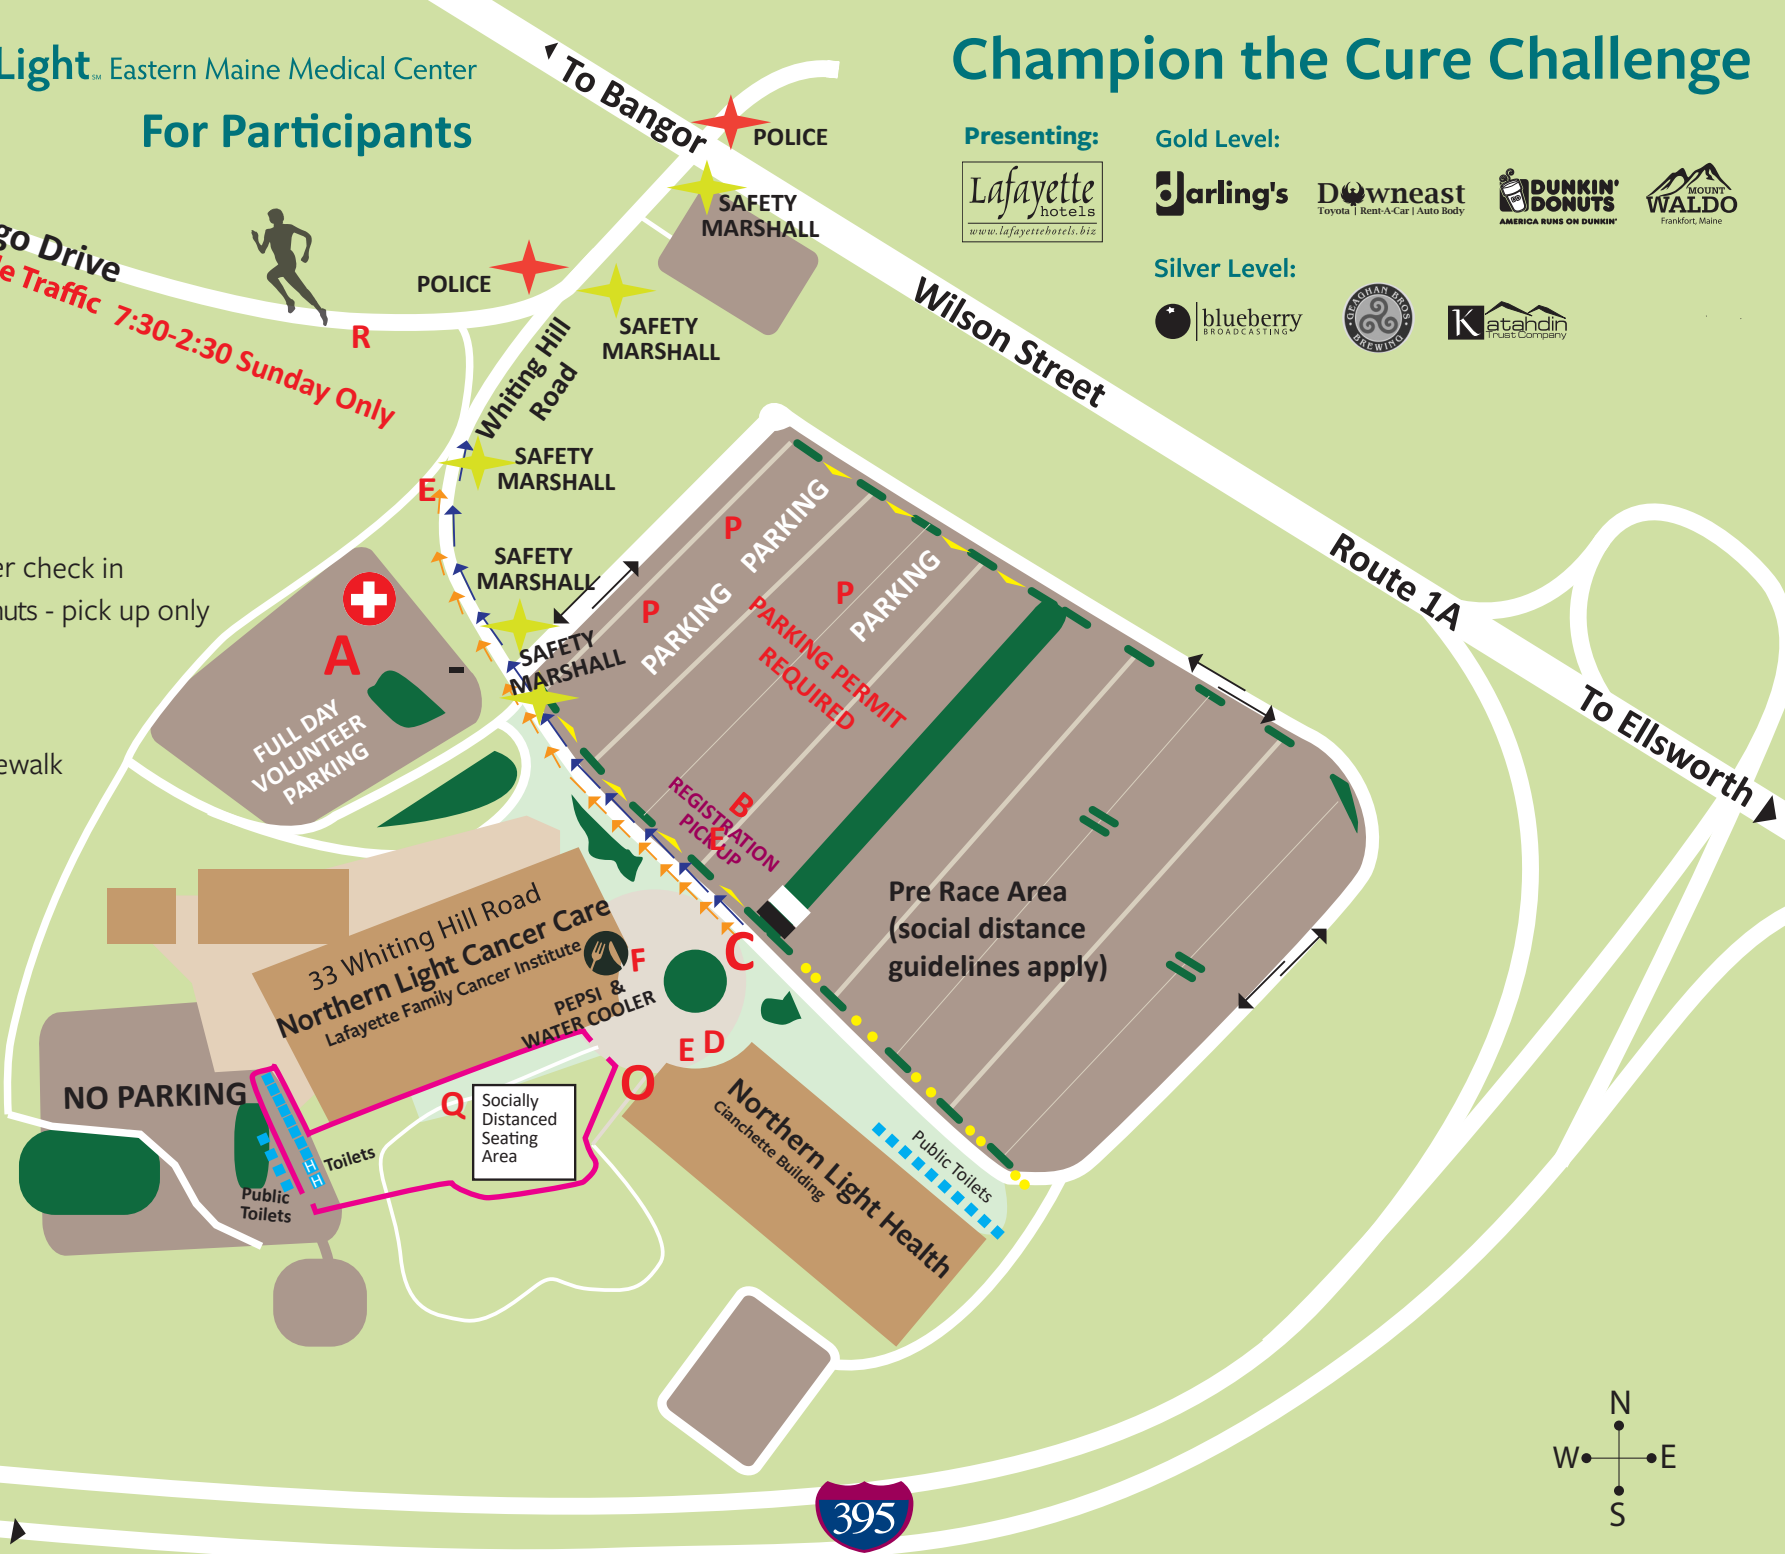 Light℠ Eastern Maine Medical Center
For Participants
Champion the Cure Challenge
Presenting:
Lafayette
hotels
www.lafayettehotels.biz
Gold Level:
darling's
Downeast
Toyota | Rent-A-Car | Auto Body
DUNKIN'
DONUTS
AMERICA RUNS ON DUNKIN'
MOUNT
WALDO
Frankfort, Maine
Silver Level:
blueberry
BROADCASTING
GEAGHAN BROS
BREWING
Katahdin
Trust Company
To Bangor
POLICE
SAFETY
MARSHALL
go Drive
le Traffic 7:30-2:30 Sunday Only
R
POLICE
SAFETY
MARSHALL
Whiting Hill
Road
Wilson Street
SAFETY
MARSHALL
E
SAFETY
MARSHALL
SAFETY
MARSHALL
er check in
nuts - pick up only
ewalk
A
FULL DAY
VOLUNTEER
PARKING
P
PARKING
P
PARKING
P
PARKING
PARKING PERMIT
REQUIRED
Route 1A
To Ellsworth
B
E
REGISTRATION
PICKUP
Pre Race Area
(social distance
guidelines apply)
33 Whiting Hill Road
Northern Light Cancer Care
Lafayette Family Cancer Institute
F
C
PEPSI &
WATER COOLER
E
D
O
NO PARKING
Q
Socially
Distanced
Seating
Area
H
H
Toilets
Public
Toilets
Northern Light Health
Cianchette Building
Public Toilets
395
N
W
E
S